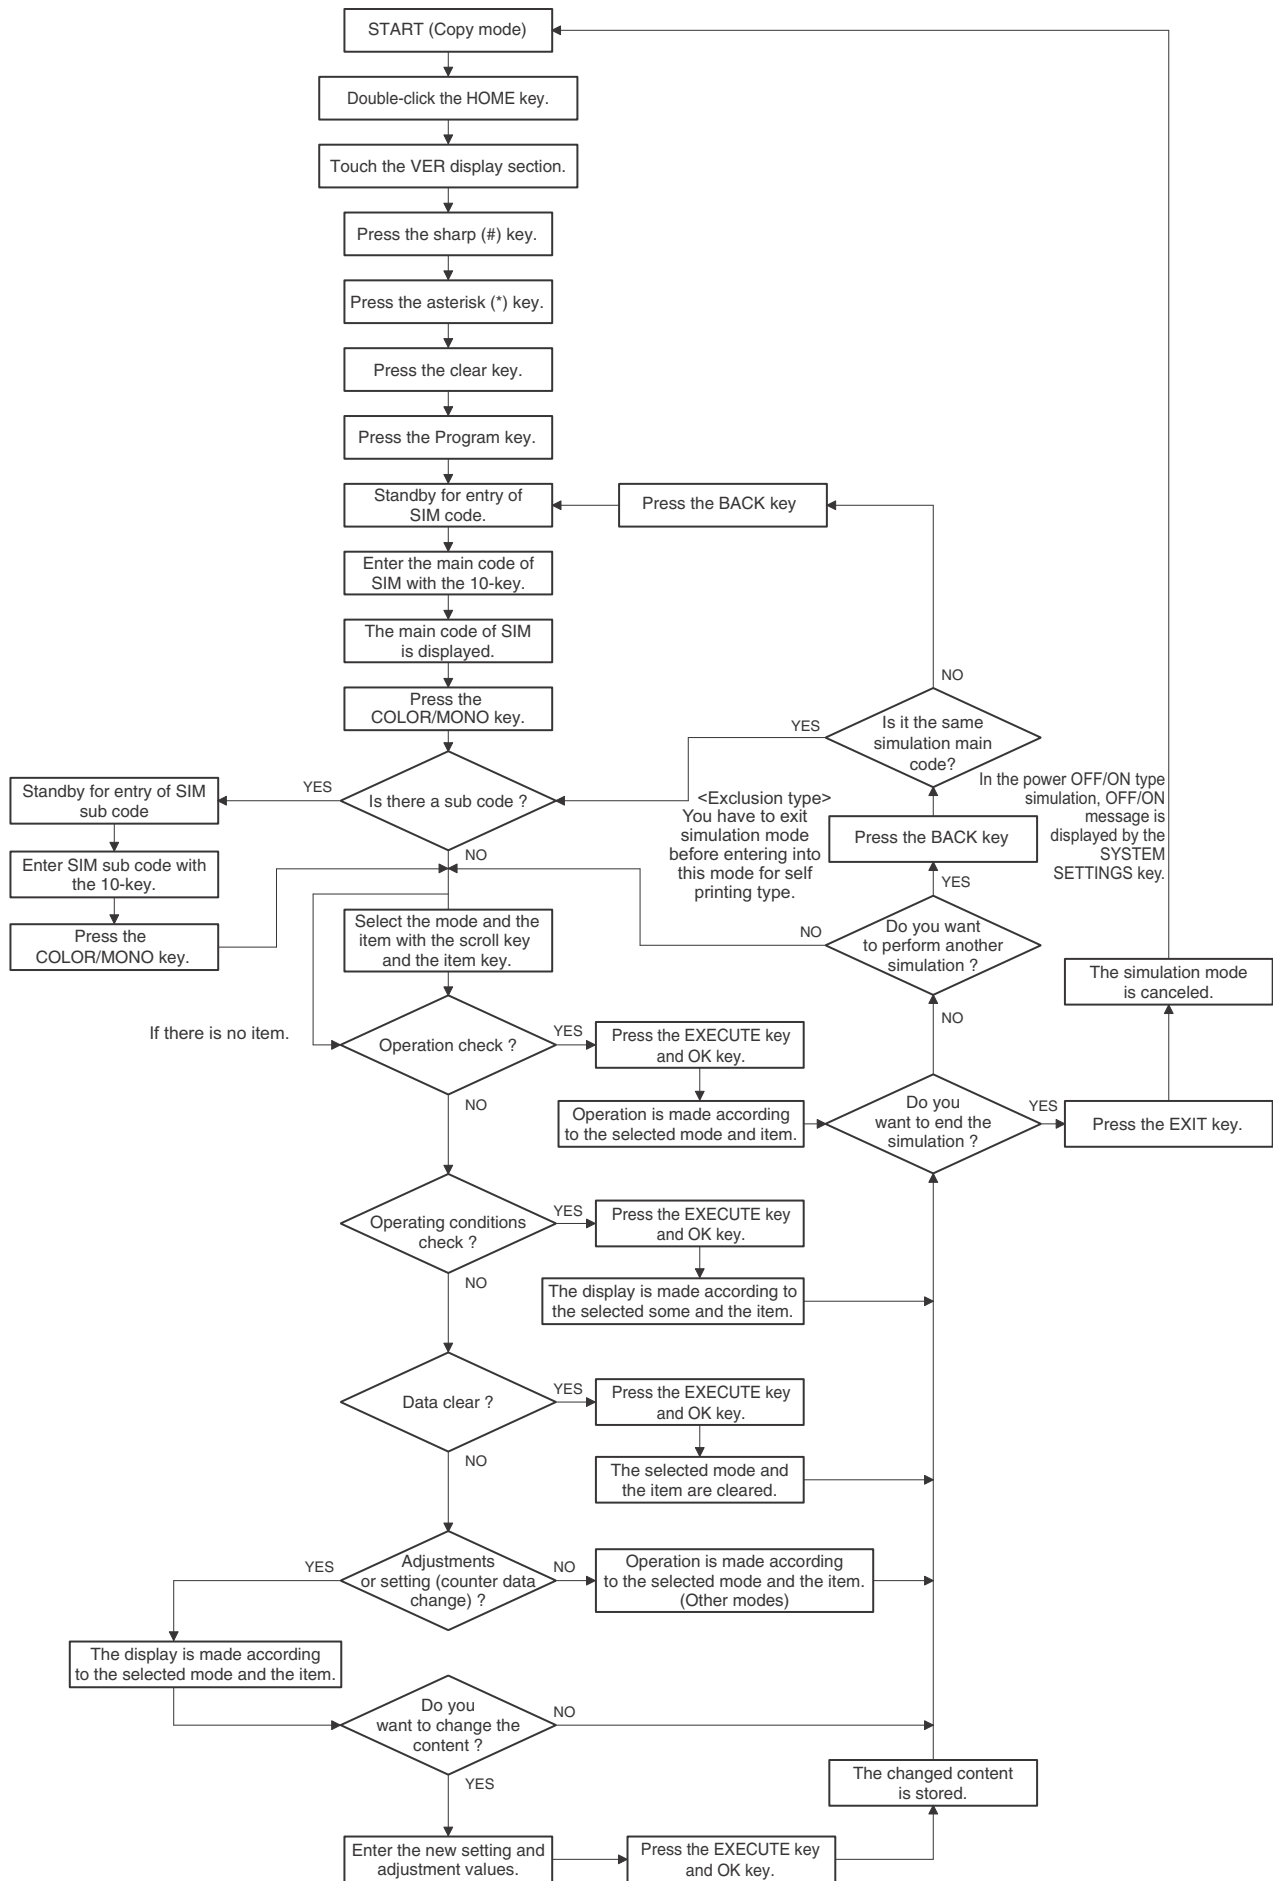 START (Copy mode)
Double-click the HOME key.
Touch the VER display section.
Press the sharp (#) key.
Press the asterisk (*) key.
Press the clear key.
Press the Program key.
Standby for entry of
SIM code.
Press the BACK key
Enter the main code of
SIM with the 10-key.
The main code of SIM
is displayed.
Press the
COLOR/MONO key.
NO
Is it the same
simulation main
code?
YES
Is there a sub code ?
YES
NO
Standby for entry of SIM
sub code
Enter SIM sub code with
the 10-key.
Press the
COLOR/MONO key.
<Exclusion type>
You have to exit
simulation mode
before entering into
this mode for self
printing type.
In the power OFF/ON type
simulation, OFF/ON
message is
displayed by the
SYSTEM
SETTINGS key.
Press the BACK key
YES
Select the mode and the
item with the scroll key
and the item key.
Do you want
to perform another
simulation ?
NO
NO
The simulation mode
is canceled.
If there is no item.
Operation check ?
YES
NO
Press the EXECUTE key
and OK key.
Operation is made according
to the selected mode and item.
Do you
want to end the
simulation ?
YES
Press the EXIT key.
Operating conditions
check ?
YES
NO
Press the EXECUTE key
and OK key.
The display is made according to
the selected some and the item.
Data clear ?
YES
NO
Press the EXECUTE key
and OK key.
The selected mode and
the item are cleared.
Adjustments
or setting (counter data
change) ?
YES
NO
Operation is made according
to the selected mode and the item.
(Other modes)
The display is made according
to the selected mode and the item.
Do you
want to change the
content ?
NO
YES
The changed content
is stored.
Enter the new setting and
adjustment values.
Press the EXECUTE key
and OK key.